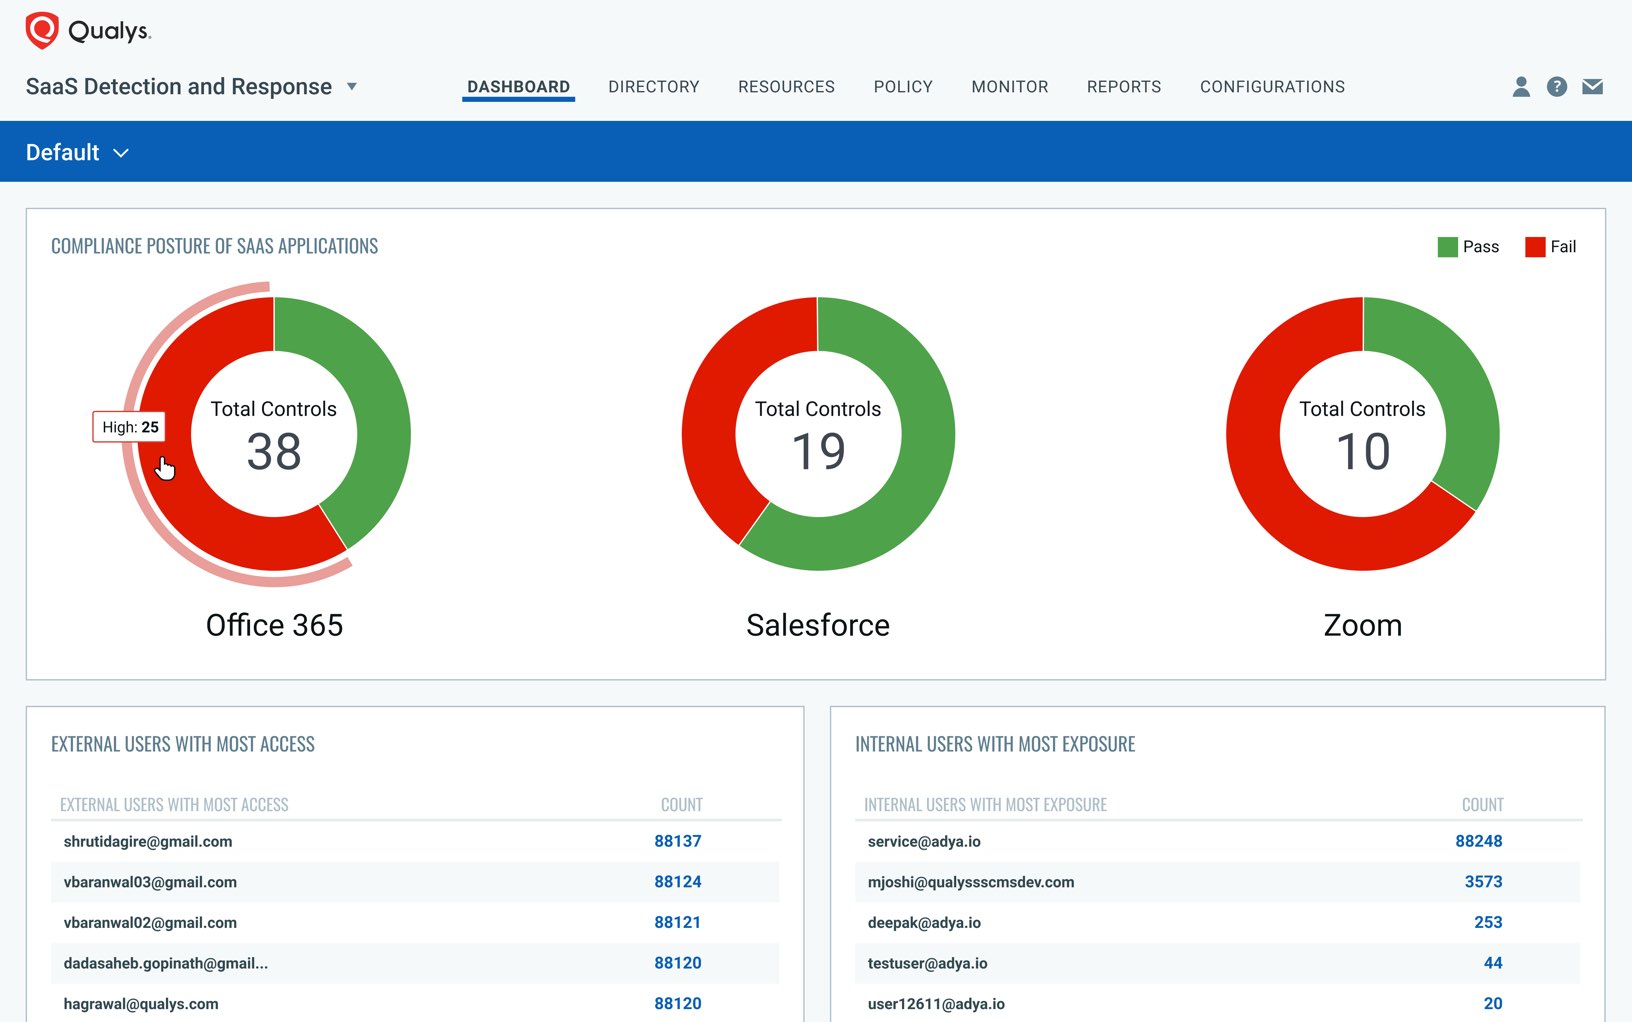 Qualys.
SaaS Detection and Response
DASHBOARD DIRECTORY RESOURCES POLICY MONITOR REPORTS CONFIGURATIONS
?
Default
COMPLIANCE POSTURE OF SAAS APPLICATIONS
Pass Fail
High: 25
Total Controls
38
Office 365
Total Controls
19
Salesforce
Total Controls
10
Zoom
EXTERNAL USERS WITH MOST ACCESS
EXTERNAL USERS WITH MOST ACCESS COUNT
shrutidagire@gmail.com 88137
vbaranwal03@gmail.com 88124
vbaranwal02@gmail.com 88121
dadasaheb.gopinath@gmail... 88120
hagrawal@qualys.com 88120
INTERNAL USERS WITH MOST EXPOSURE
INTERNAL USERS WITH MOST EXPOSURE COUNT
service@adya.io 88248
mjoshi@qualyssscmsdev.com 3573
deepak@adya.io 253
testuser@adya.io 44
user12611@adya.io 20